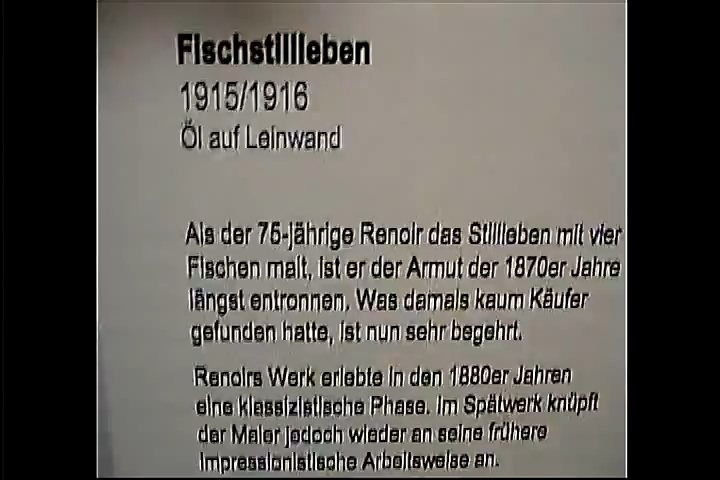 Fischstillleben
1915/1916
Öl auf Leinwand
Als der 75-jährige Renoir das Stillleben mit vier
Fischen malt, ist er der Armut der 1870er Jahre
längst entronnen. Was damals kaum Käufer
gefunden hatte, ist nun sehr begehrt.
Renoirs Werk erlebte in den 1880er Jahren
eine klassizistische Phase. Im Spätwerk knüpft
der Maler jedoch wieder an seine frühere
impressionistische Arbeitsweise an.